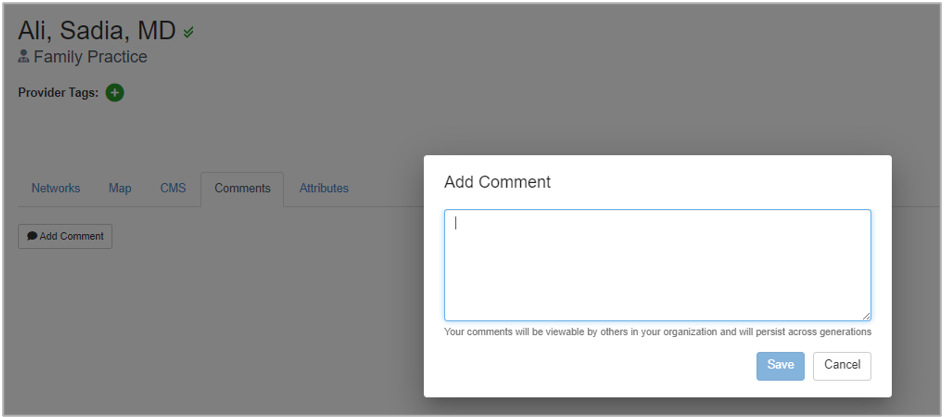 Ali, Sadia, MD
Family Practice
Provider Tags:
Networks Map CMS Comments Attributes
Add Comment
Add Comment
Your comments will be viewable by others in your organization and will persist across generations
Save Cancel